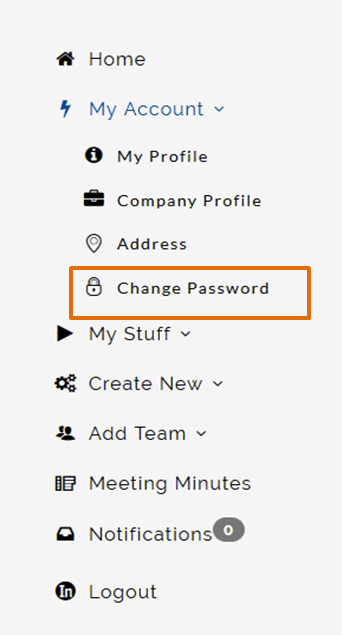 Home
My Account
My Profile
Company Profile
Address
Change Password
My Stuff
Create New
Add Team
Meeting Minutes
Notifications 0
in Logout